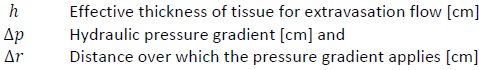 h Effective thickness of tissue for extravasation flow [cm]
Δp Hydraulic pressure gradient [cm] and
Δr Distance over which the pressure gradient applies [cm]